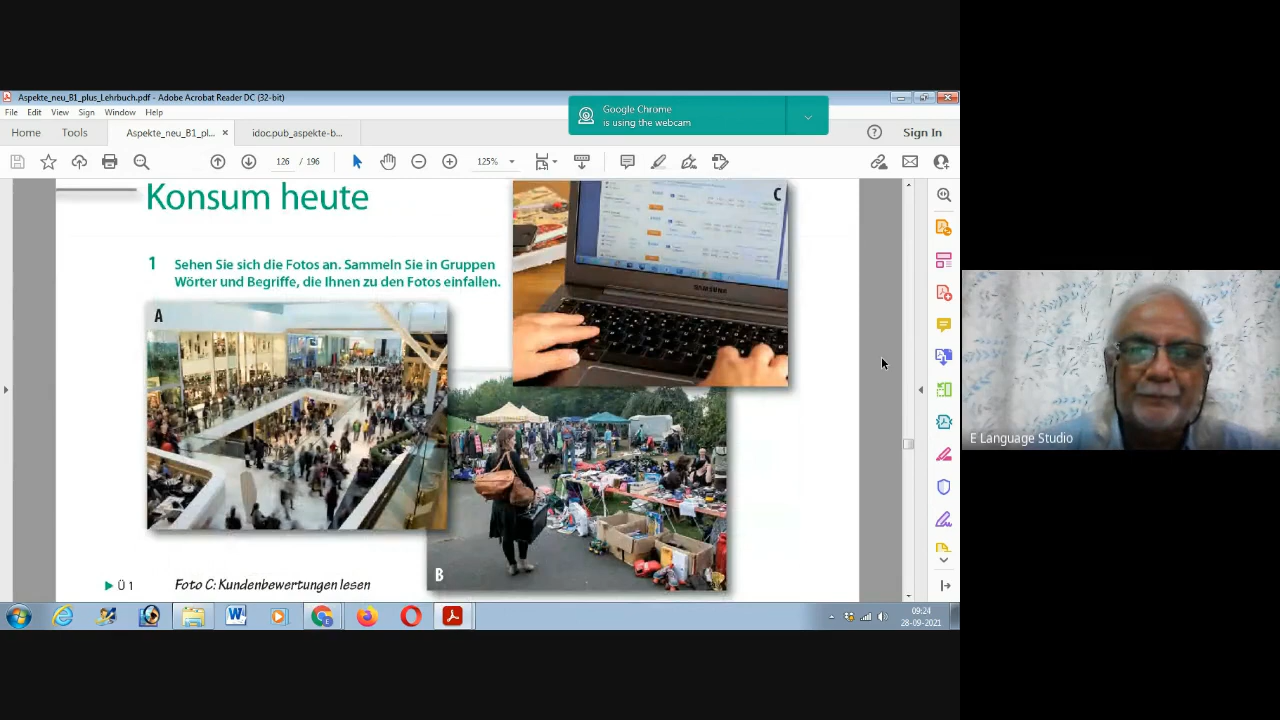 Aspekte_neu_B1_plus_Lehrbuch.pdf - Adobe Acrobat Reader DC (32-bit)
File Edit View Sign Window Help
Google Chrome
is using the webcam
Home Tools Aspekte_neu_B1_pl... × idoc.pub_aspekte-b... Sign In
126 / 196 125%
Konsum heute
C
1 Sehen Sie sich die Fotos an. Sammeln Sie in Gruppen
Wörter und Begriffe, die Ihnen zu den Fotos einfallen.
SAMSUNG
A
B
Ü 1 Foto C: Kundenbewertungen lesen
E Language Studio
09:24
28-09-2021